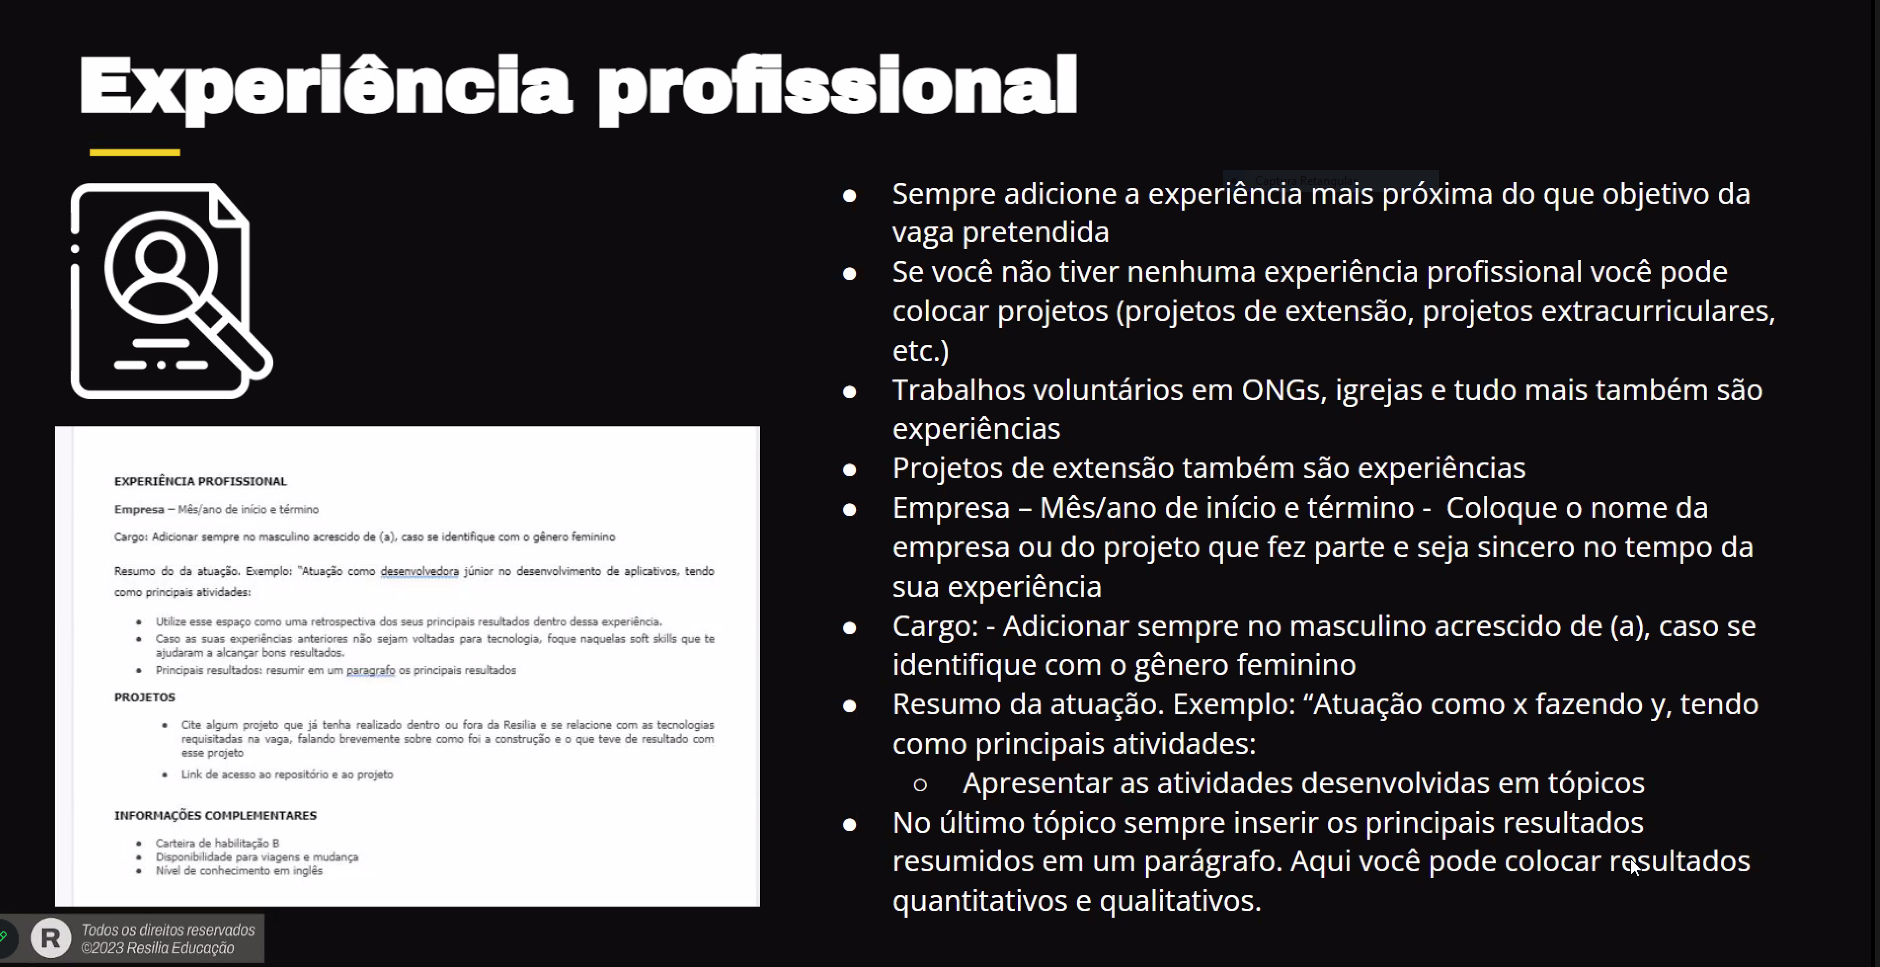 Experiência profissional
Captura Retangular
Sempre adicione a experiência mais próxima do que objetivo da
vaga pretendida
Se você não tiver nenhuma experiência profissional você pode
colocar projetos (projetos de extensão, projetos extracurriculares,
etc.)
Trabalhos voluntários em ONGs, igrejas e tudo mais também são
experiências
Projetos de extensão também são experiências
Empresa – Mês/ano de início e término - Coloque o nome da
empresa ou do projeto que fez parte e seja sincero no tempo da
sua experiência
Cargo: - Adicionar sempre no masculino acrescido de (a), caso se
identifique com o gênero feminino
Resumo da atuação. Exemplo: “Atuação como x fazendo y, tendo
como principais atividades:
Apresentar as atividades desenvolvidas em tópicos
No último tópico sempre inserir os principais resultados
resumidos em um parágrafo. Aqui você pode colocar resultados
quantitativos e qualitativos.
EXPERIÊNCIA PROFISSIONAL
Empresa – Mês/ano de início e término
Cargo: Adicionar sempre no masculino acrescido de (a), caso se identifique com o gênero feminino
Resumo do da atuação. Exemplo: “Atuação como desenvolvedora júnior no desenvolvimento de aplicativos, tendo
como principais atividades:
Utilize esse espaço como uma retrospectiva dos seus principais resultados dentro dessa experiência.
Caso as suas experiências anteriores não sejam voltadas para tecnologia, foque naquelas soft skills que te
ajudaram a alcançar bons resultados.
Principais resultados: resumir em um paragrafo os principais resultados
PROJETOS
Cite algum projeto que já tenha realizado dentro ou fora da Resilia e se relacione com as tecnologias
requisitadas na vaga, falando brevemente sobre como foi a construção e o que teve de resultado com
esse projeto
Link de acesso ao repositório e ao projeto
INFORMAÇÕES COMPLEMENTARES
Carteira de habilitação B
Disponibilidade para viagens e mudança
Nível de conhecimento em inglês
R
Todos os direitos reservados
©2023 Resilia Educação